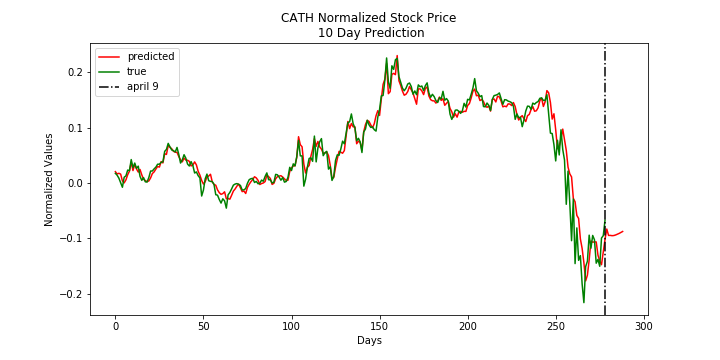 CATH Normalized Stock Price
10 Day Prediction
predicted
true
april 9
Normalized Values
0.2
0.1
0.0
−0.1
−0.2
0
50
100
150
200
250
300
Days